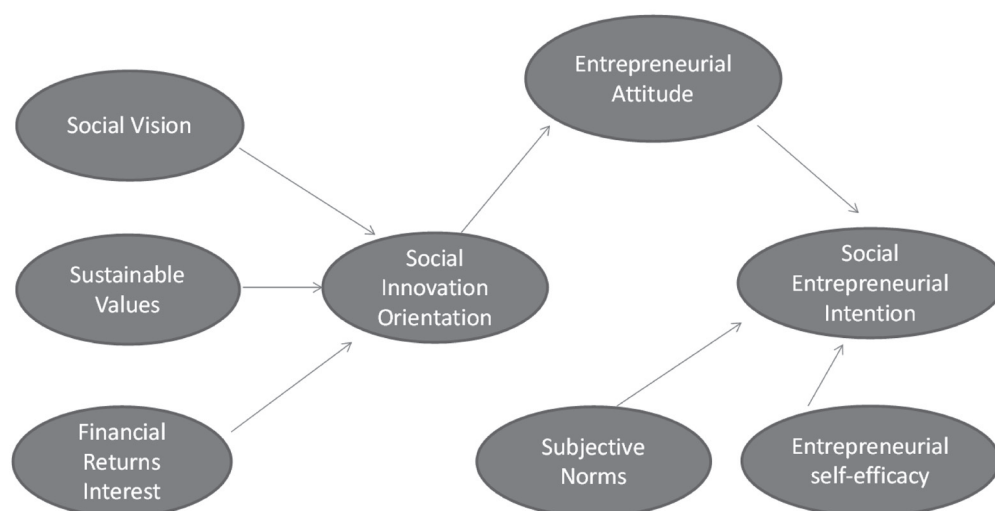 Entrepreneurial
Attitude
Social Vision
Sustainable
Values
Social
Innovation
Orientation
Social
Entrepreneurial
Intention
Financial
Returns
Interest
Subjective
Norms
Entrepreneurial
self-efficacy